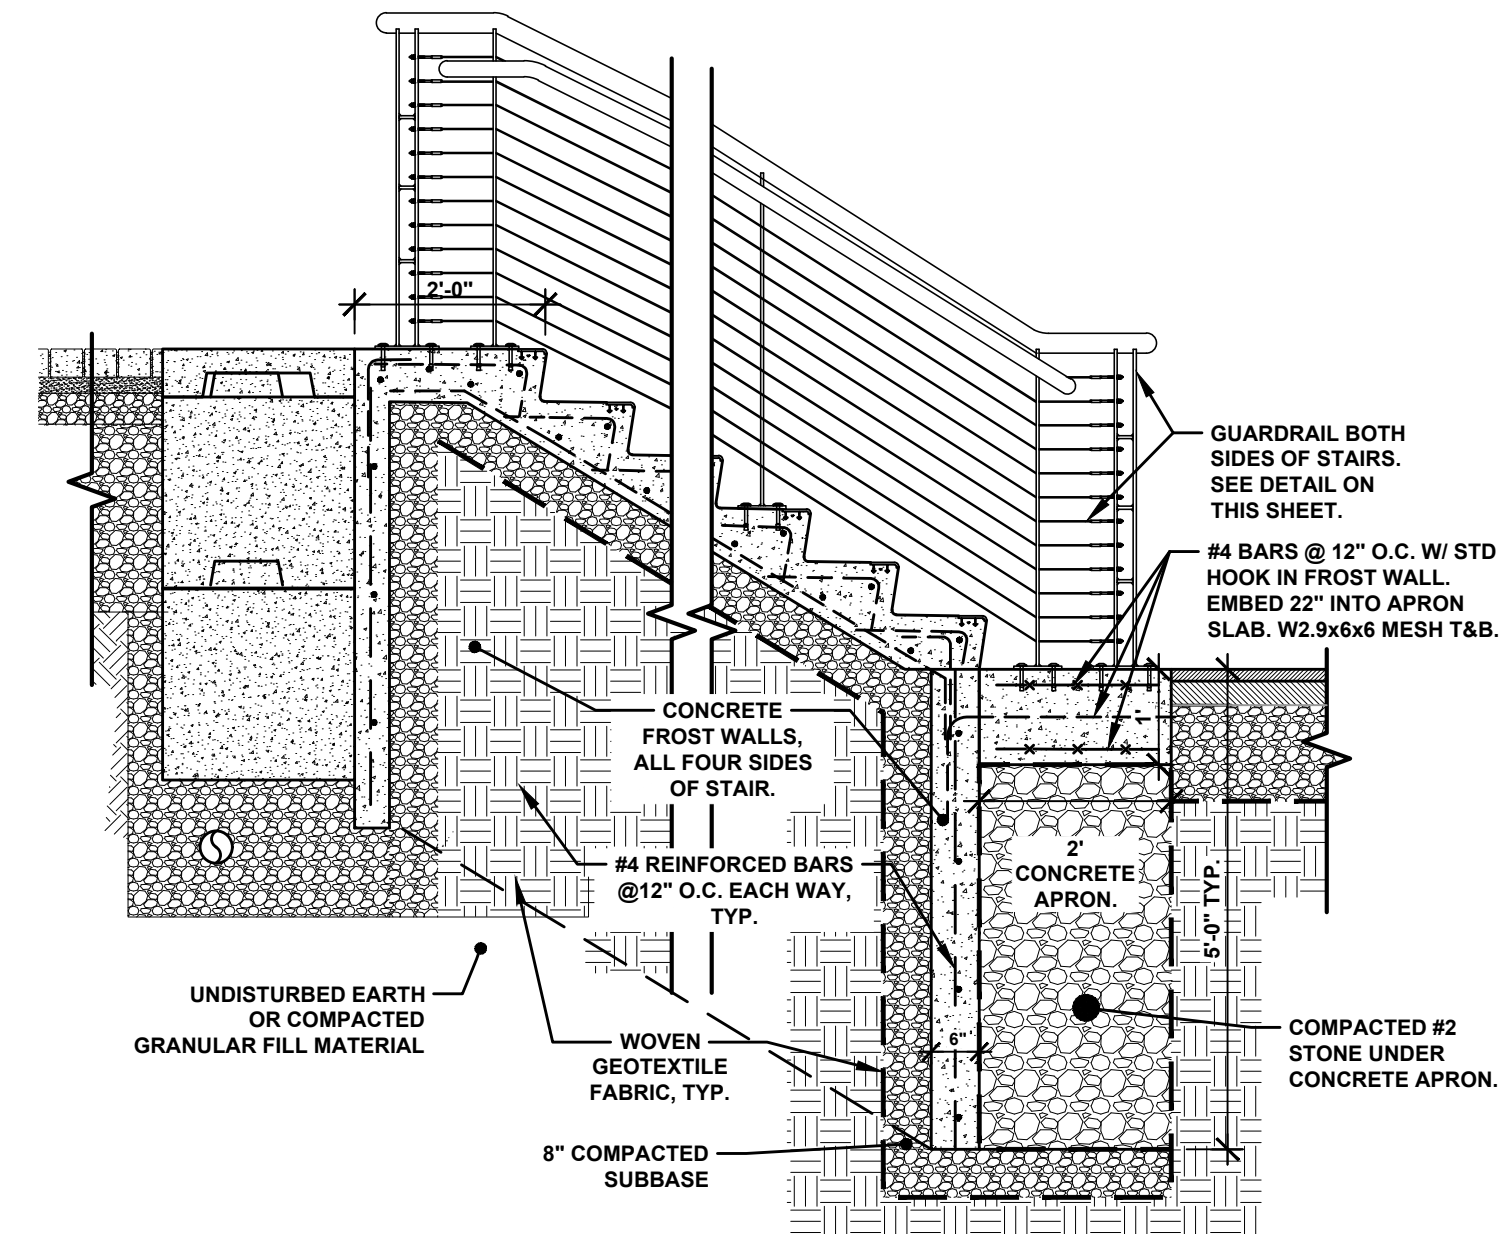 2'-0"
GUARDRAIL BOTH
SIDES OF STAIRS.
SEE DETAIL ON
THIS SHEET.
#4 BARS @ 12" O.C. W/ STD
HOOK IN FROST WALL.
EMBED 22" INTO APRON
SLAB. W2.9x6x6 MESH T&B.
CONCRETE
FROST WALLS,
ALL FOUR SIDES
OF STAIR.
1'
2'
CONCRETE
APRON.
#4 REINFORCED BARS
@12" O.C. EACH WAY,
TYP.
5'-0" TYP.
UNDISTURBED EARTH
OR COMPACTED
GRANULAR FILL MATERIAL
WOVEN
GEOTEXTILE
FABRIC, TYP.
6"
COMPACTED #2
STONE UNDER
CONCRETE APRON.
8" COMPACTED
SUBBASE